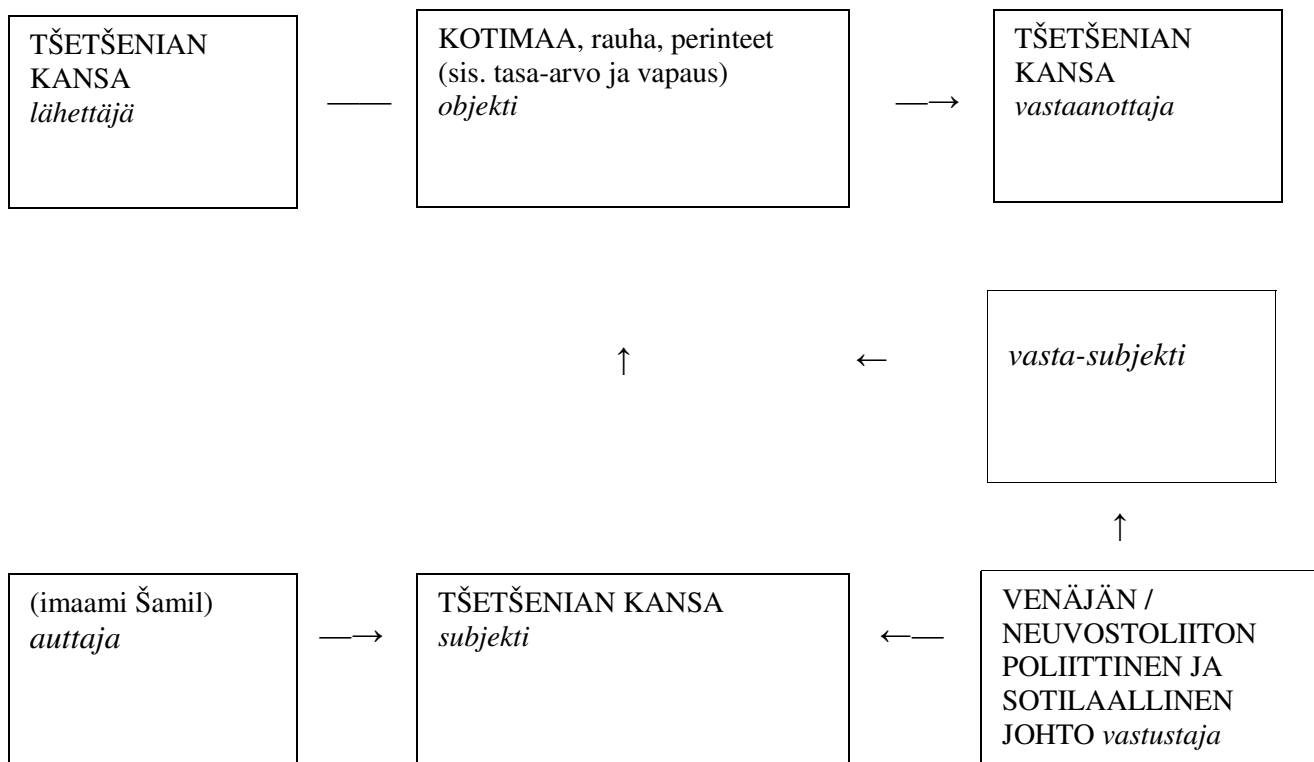 TŠETŠENIAN
KANSA
lähettäjä
KOTIMAA, rauha, perinteet
(sis. tasa-arvo ja vapaus)
objekti
TŠETŠENIAN
KANSA
vastaanottaja
vasta-subjekti
(imaami Šamil)
auttaja
TŠETŠENIAN KANSA
subjekti
VENÄJÄN /
NEUVOSTOLIITON
POLIITTINEN JA
SOTILAALLINEN
JOHTO vastustaja